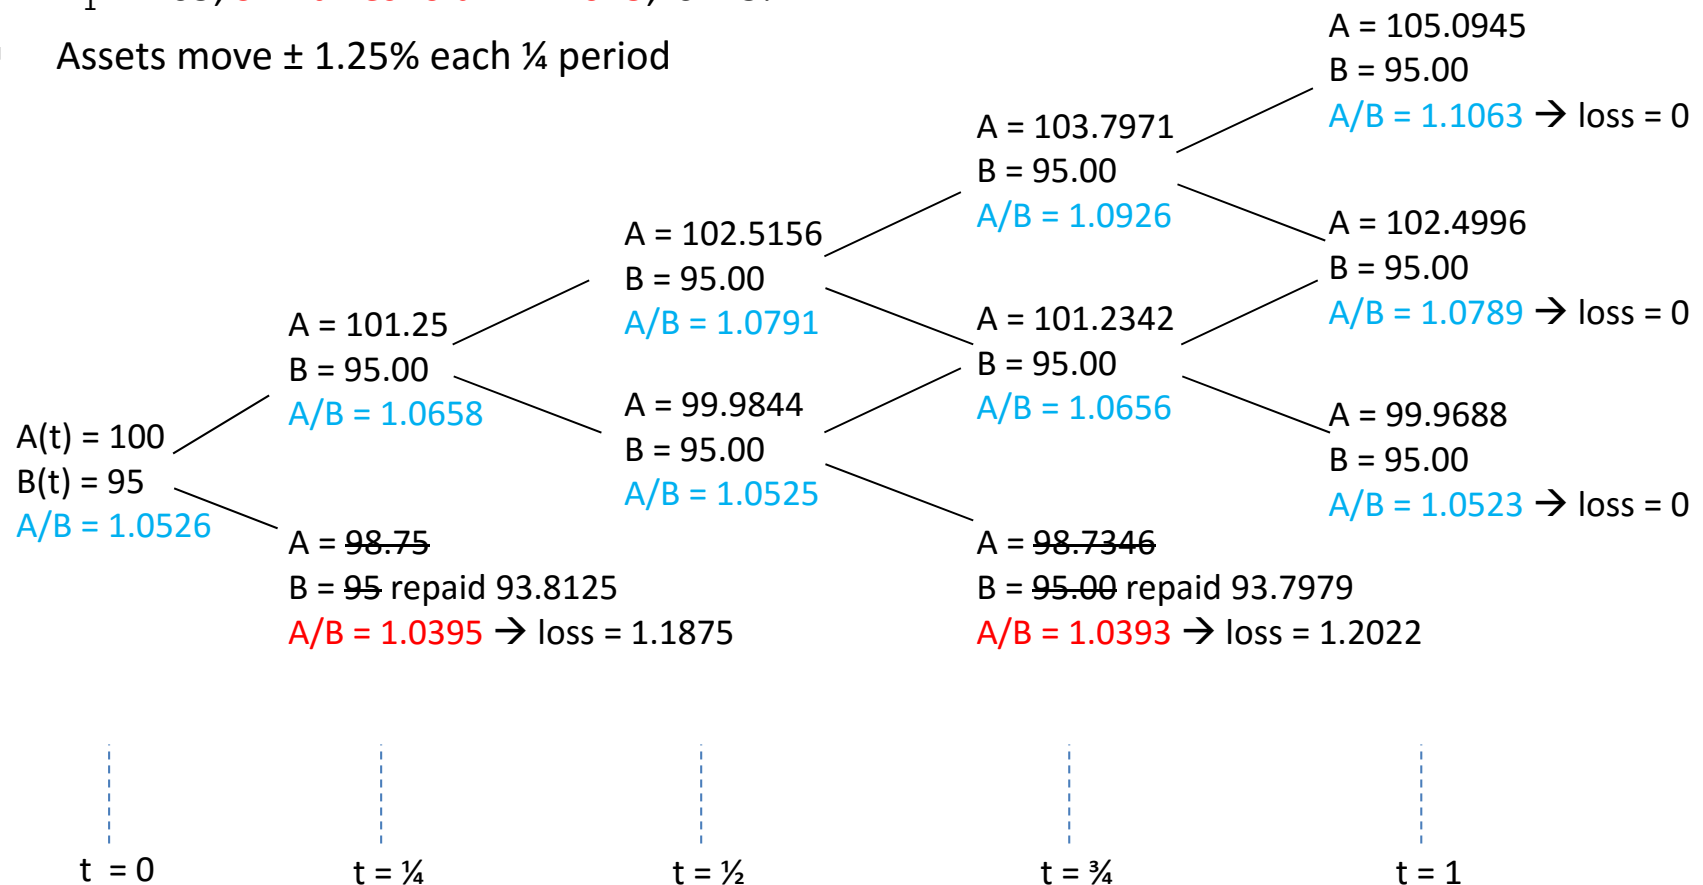 Assets move ± 1.25% each ¼ period
A(t) = 100
B(t) = 95
A/B = 1.0526
A = 101.25
B = 95.00
A/B = 1.0658
A = 98.75
B = 95 repaid 93.8125
A/B = 1.0395 → loss = 1.1875
A = 102.5156
B = 95.00
A/B = 1.0791
A = 99.9844
B = 95.00
A/B = 1.0525
A = 103.7971
B = 95.00
A/B = 1.0926
A = 101.2342
B = 95.00
A/B = 1.0656
A = 98.7346
B = 95.00 repaid 93.7979
A/B = 1.0393 → loss = 1.2022
A = 105.0945
B = 95.00
A/B = 1.1063 → loss = 0
A = 102.4996
B = 95.00
A/B = 1.0789 → loss = 0
A = 99.9688
B = 95.00
A/B = 1.0523 → loss = 0
t = 0
t = ¼
t = ½
t = ¾
t = 1